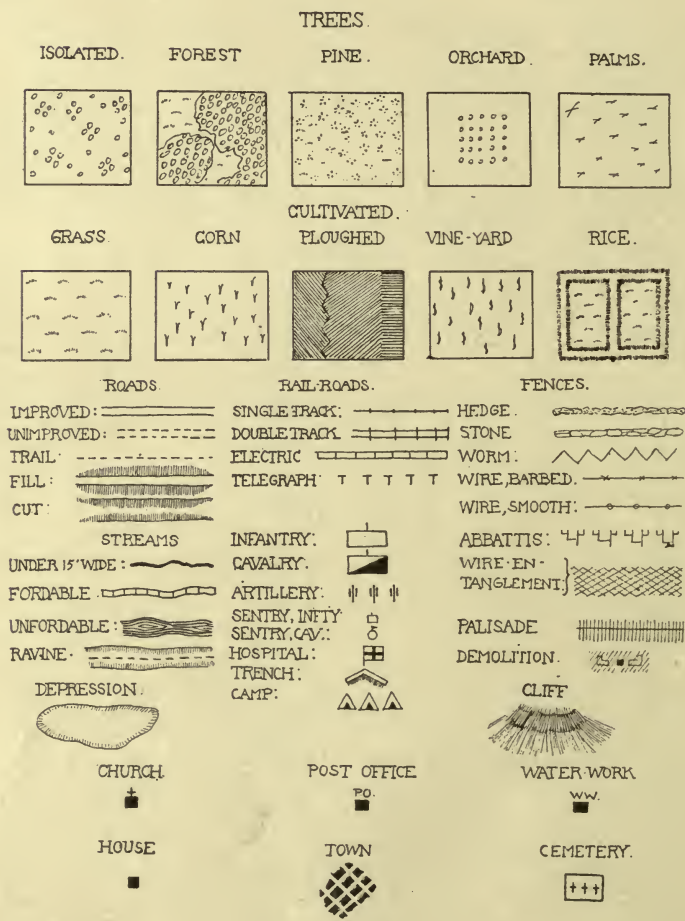 TREES.
ISOLATED. FOREST PINE. ORCHARD. PALMS.
CULTIVATED.
GRASS CORN PLOUGHED VINE-YARD RICE.
ROADS RAIL-ROADS. FENCES.
IMPROVED: SINGLE TRACK: HEDGE.
UNIMPROVED: DOUBLE TRACK STONE
TRAIL ELECTRIC WORM:
FILL: TELEGRAPH T T T T T WIRE, BARBED.
CUT: WIRE, SMOOTH:
STREAMS INFANTRY: ABBATTIS:
UNDER 15' WIDE: CAVALRY: WIRE-EN-
TANGLEMENT:
FORDABLE ARTILLERY:
SENTRY, INFTY
UNFORDABLE: SENTRY, CAV.: PALISADE
RAVINE HOSPITAL: DEMOLITION.
TRENCH:
DEPRESSION. CAMP: CLIFF
CHURCH POST OFFICE WATER-WORK
P.O. W.W.
HOUSE TOWN CEMETERY.